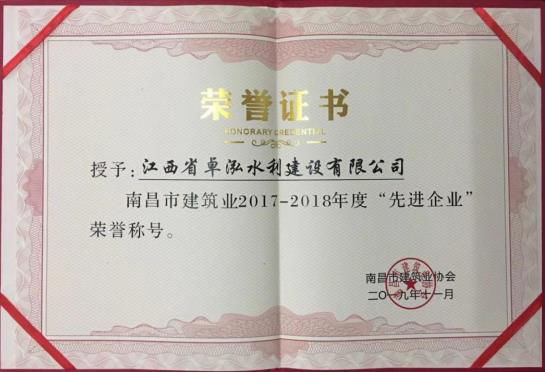 荣誉证书
HONORARY CREDENTIAL
授予:江西省卓泓水利建设有限公司
南昌市建筑业2017-2018年度“先进企业”
荣誉称号。
南昌市建筑业协会
二〇一九年十一月